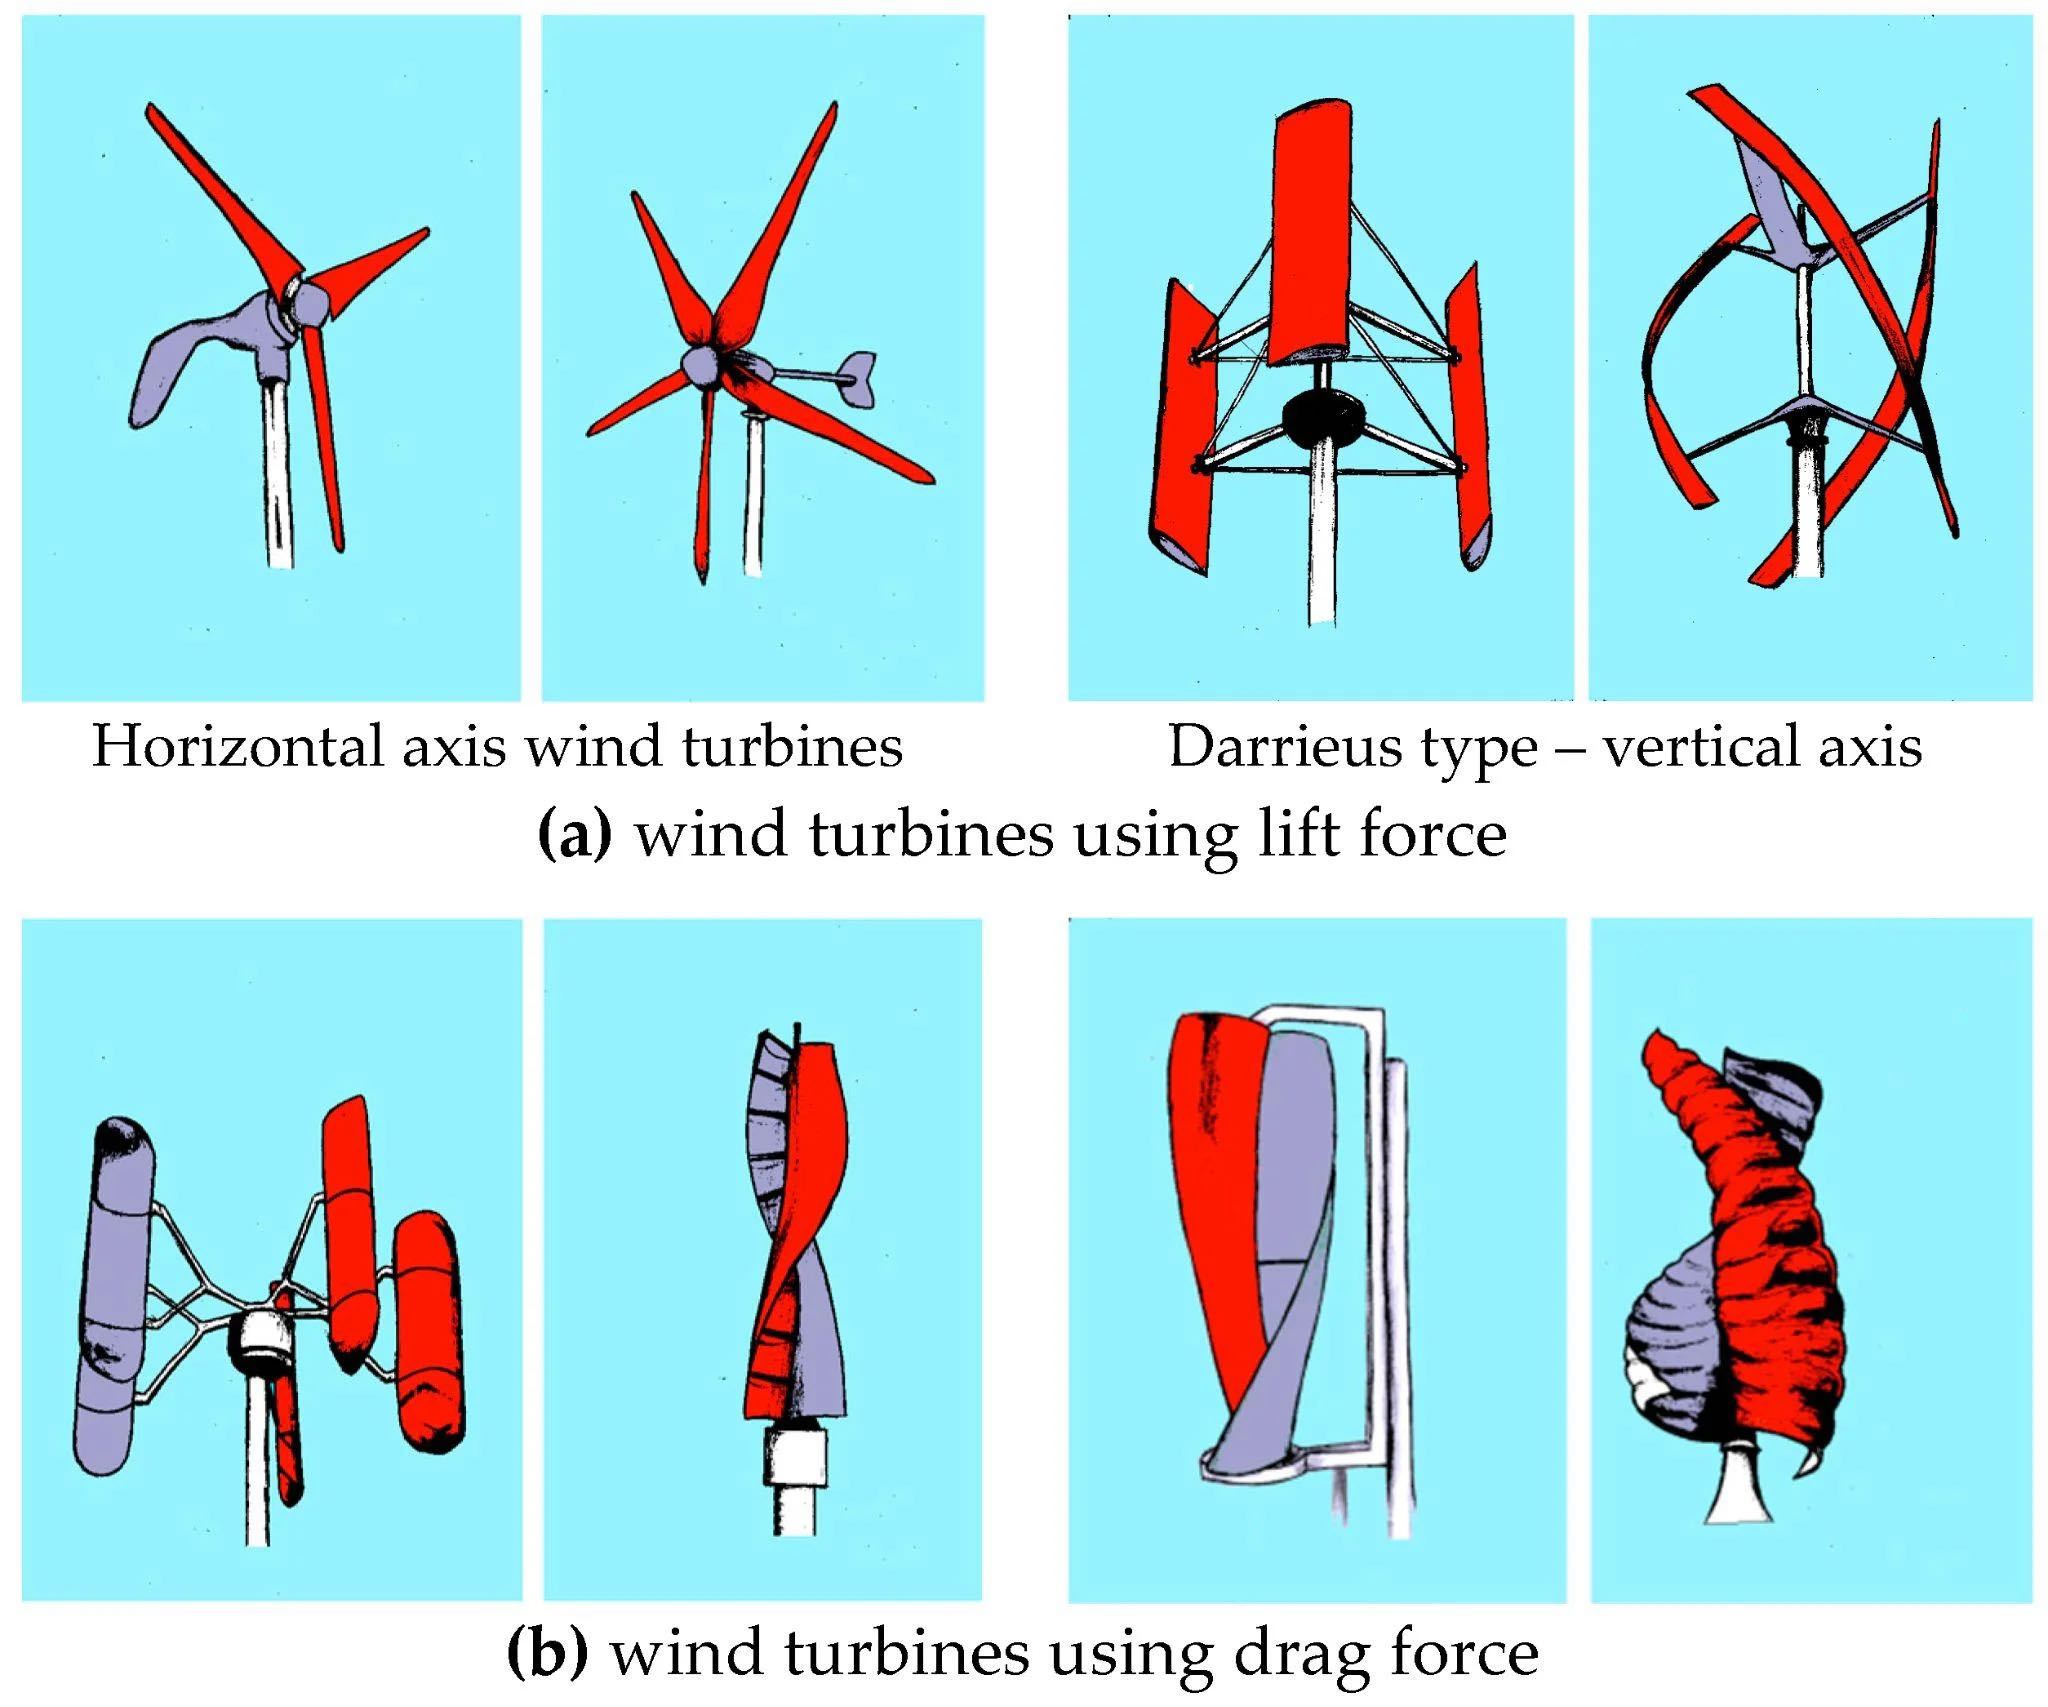 Horizontal axis wind turbines
Darrieus type – vertical axis
(a) wind turbines using lift force
(b) wind turbines using drag force